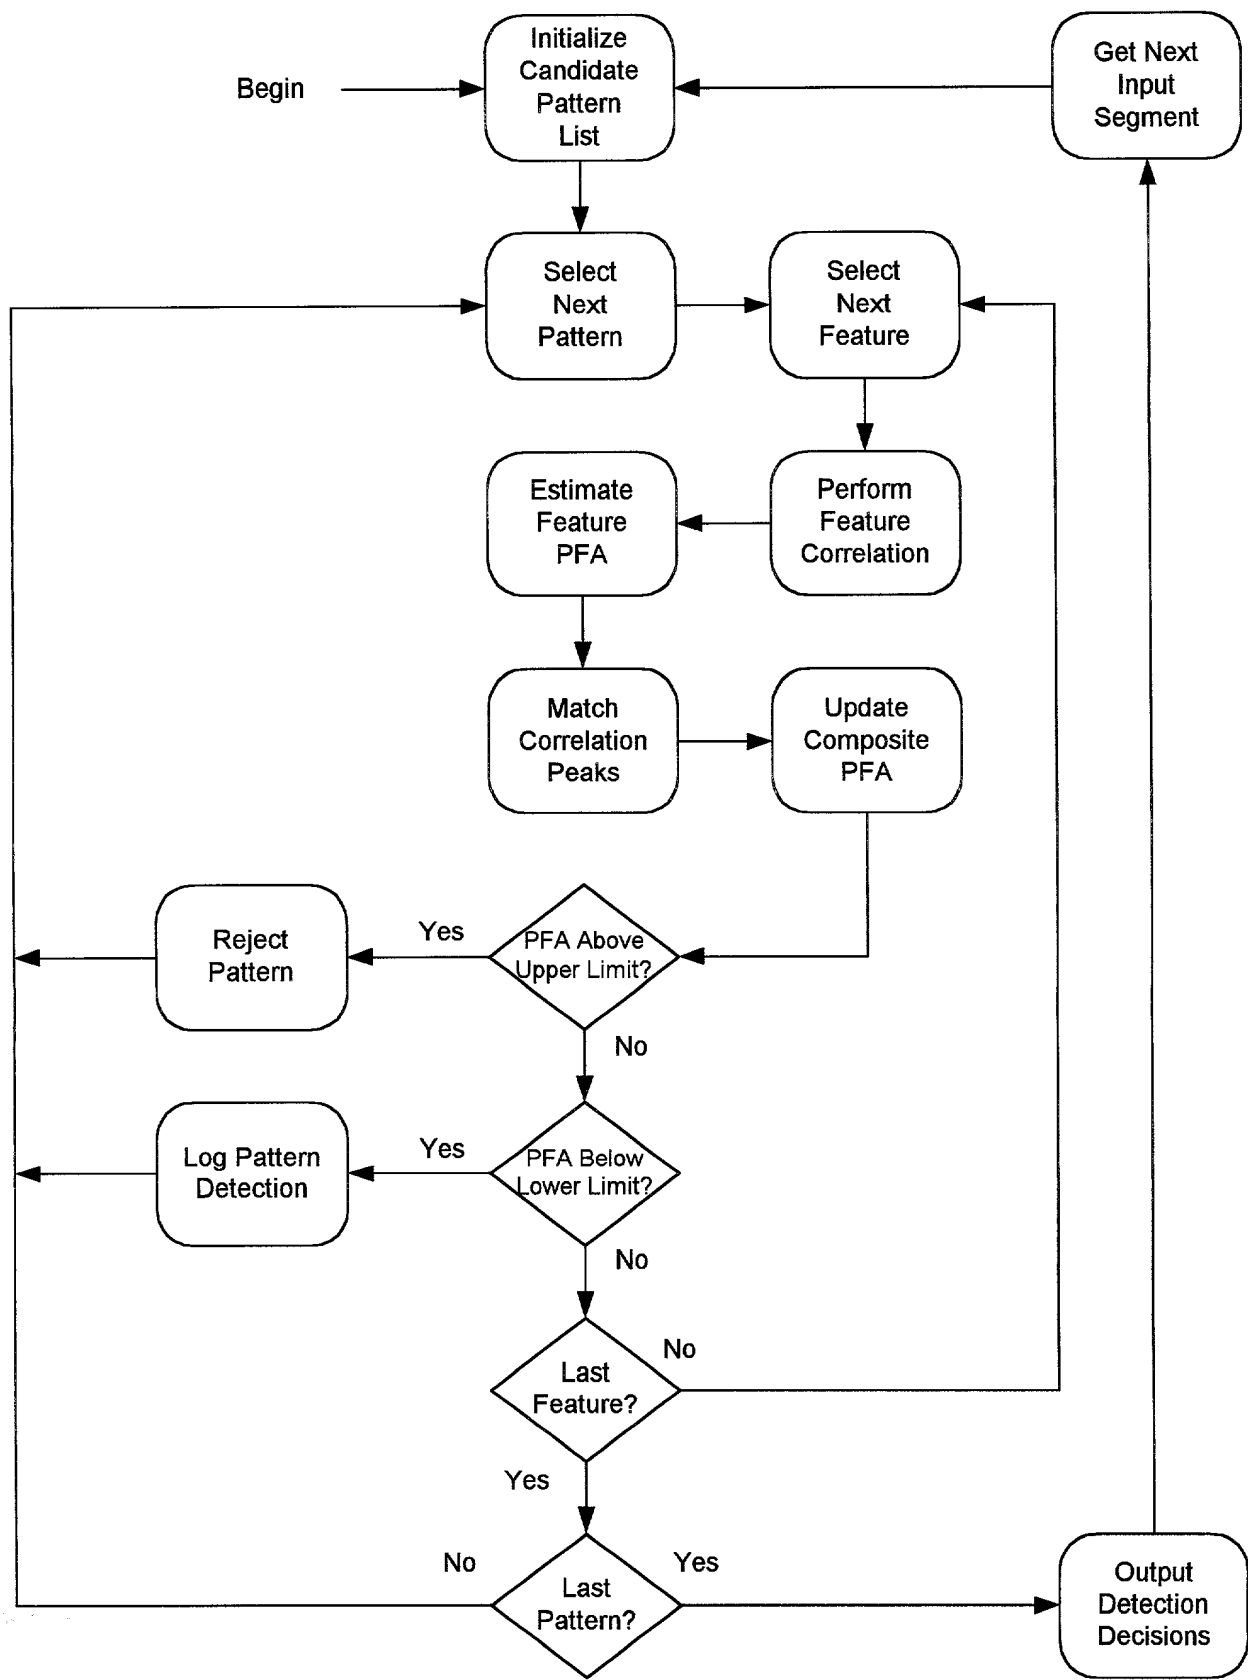 Begin
Initialize
Candidate
Pattern
List
Get Next
Input
Segment
Select
Next
Pattern
Select
Next
Feature
Estimate
Feature
PFA
Perform
Feature
Correlation
Match
Correlation
Peaks
Update
Composite
PFA
Reject
Pattern
Yes
PFA Above
Upper Limit?
No
Log Pattern
Detection
Yes
PFA Below
Lower Limit?
No
Last
Feature?
No
Yes
No
Last
Pattern?
Yes
Output
Detection
Decisions